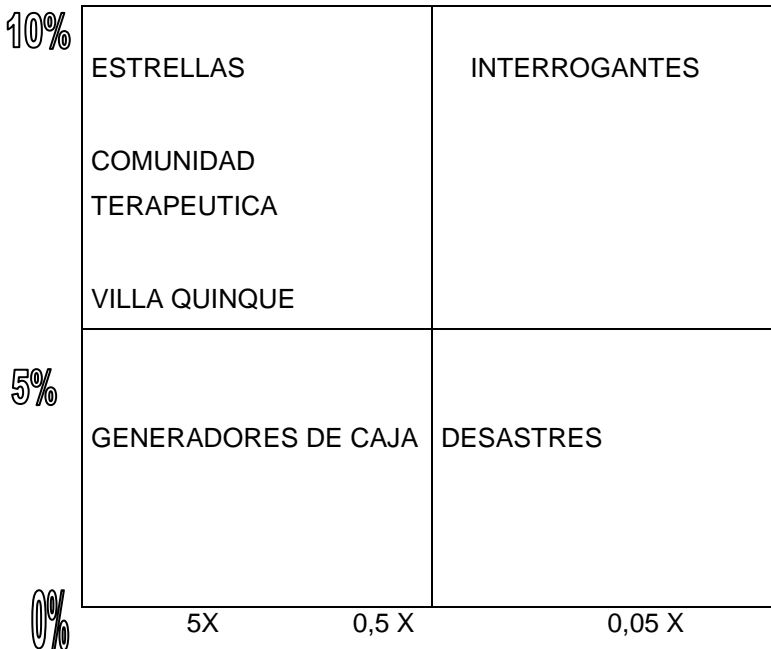 10%
ESTRELLAS
INTERROGANTES
COMUNIDAD
TERAPEUTICA
VILLA QUINQUE
5%
GENERADORES DE CAJA
DESASTRES
0%
5X
0,5 X
0,05 X